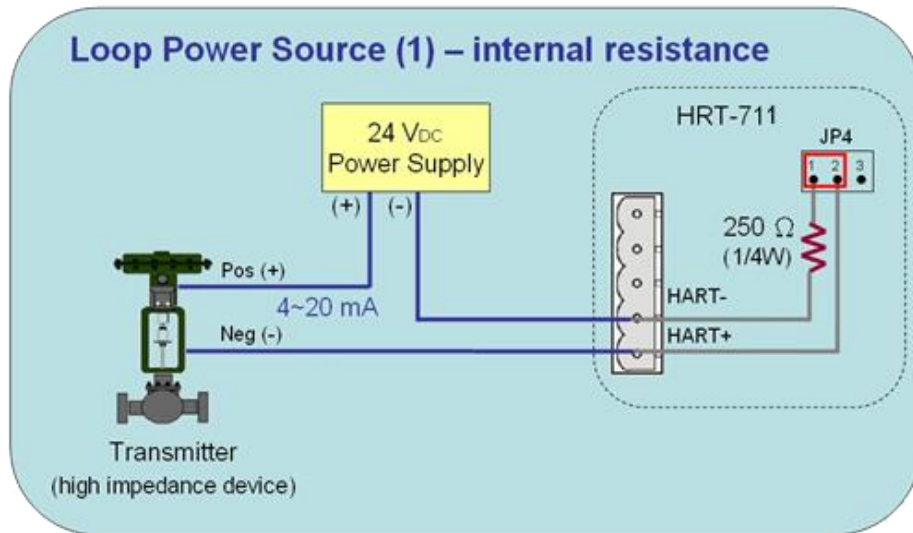 Loop Power Source (1) – internal resistance
24 VDC
Power Supply
(+) (-)
HRT-711
JP4
1 2 3
250 Ω
(1/4W)
Pos (+)
4~20 mA
HART-
Neg (-)
HART+
Transmitter
(high impedance device)